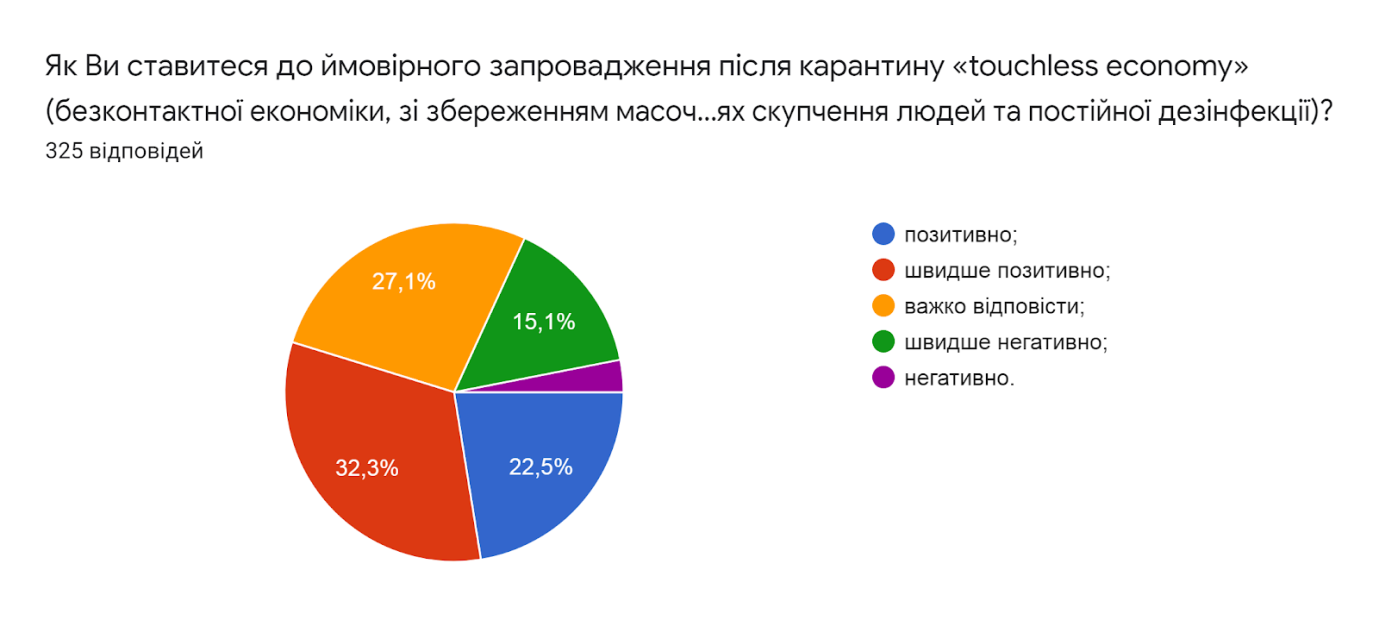 Як Ви ставитеся до ймовірного запровадження після карантину «touchless economy»
(безконтактної економіки, зі збереженням масоч...ях скупчення людей та постійної дезінфекції)?
325 відповідей
27,1%
15,1%
32,3%
22,5%
позитивно;
швидше позитивно;
важко відповісти;
швидше негативно;
негативно.